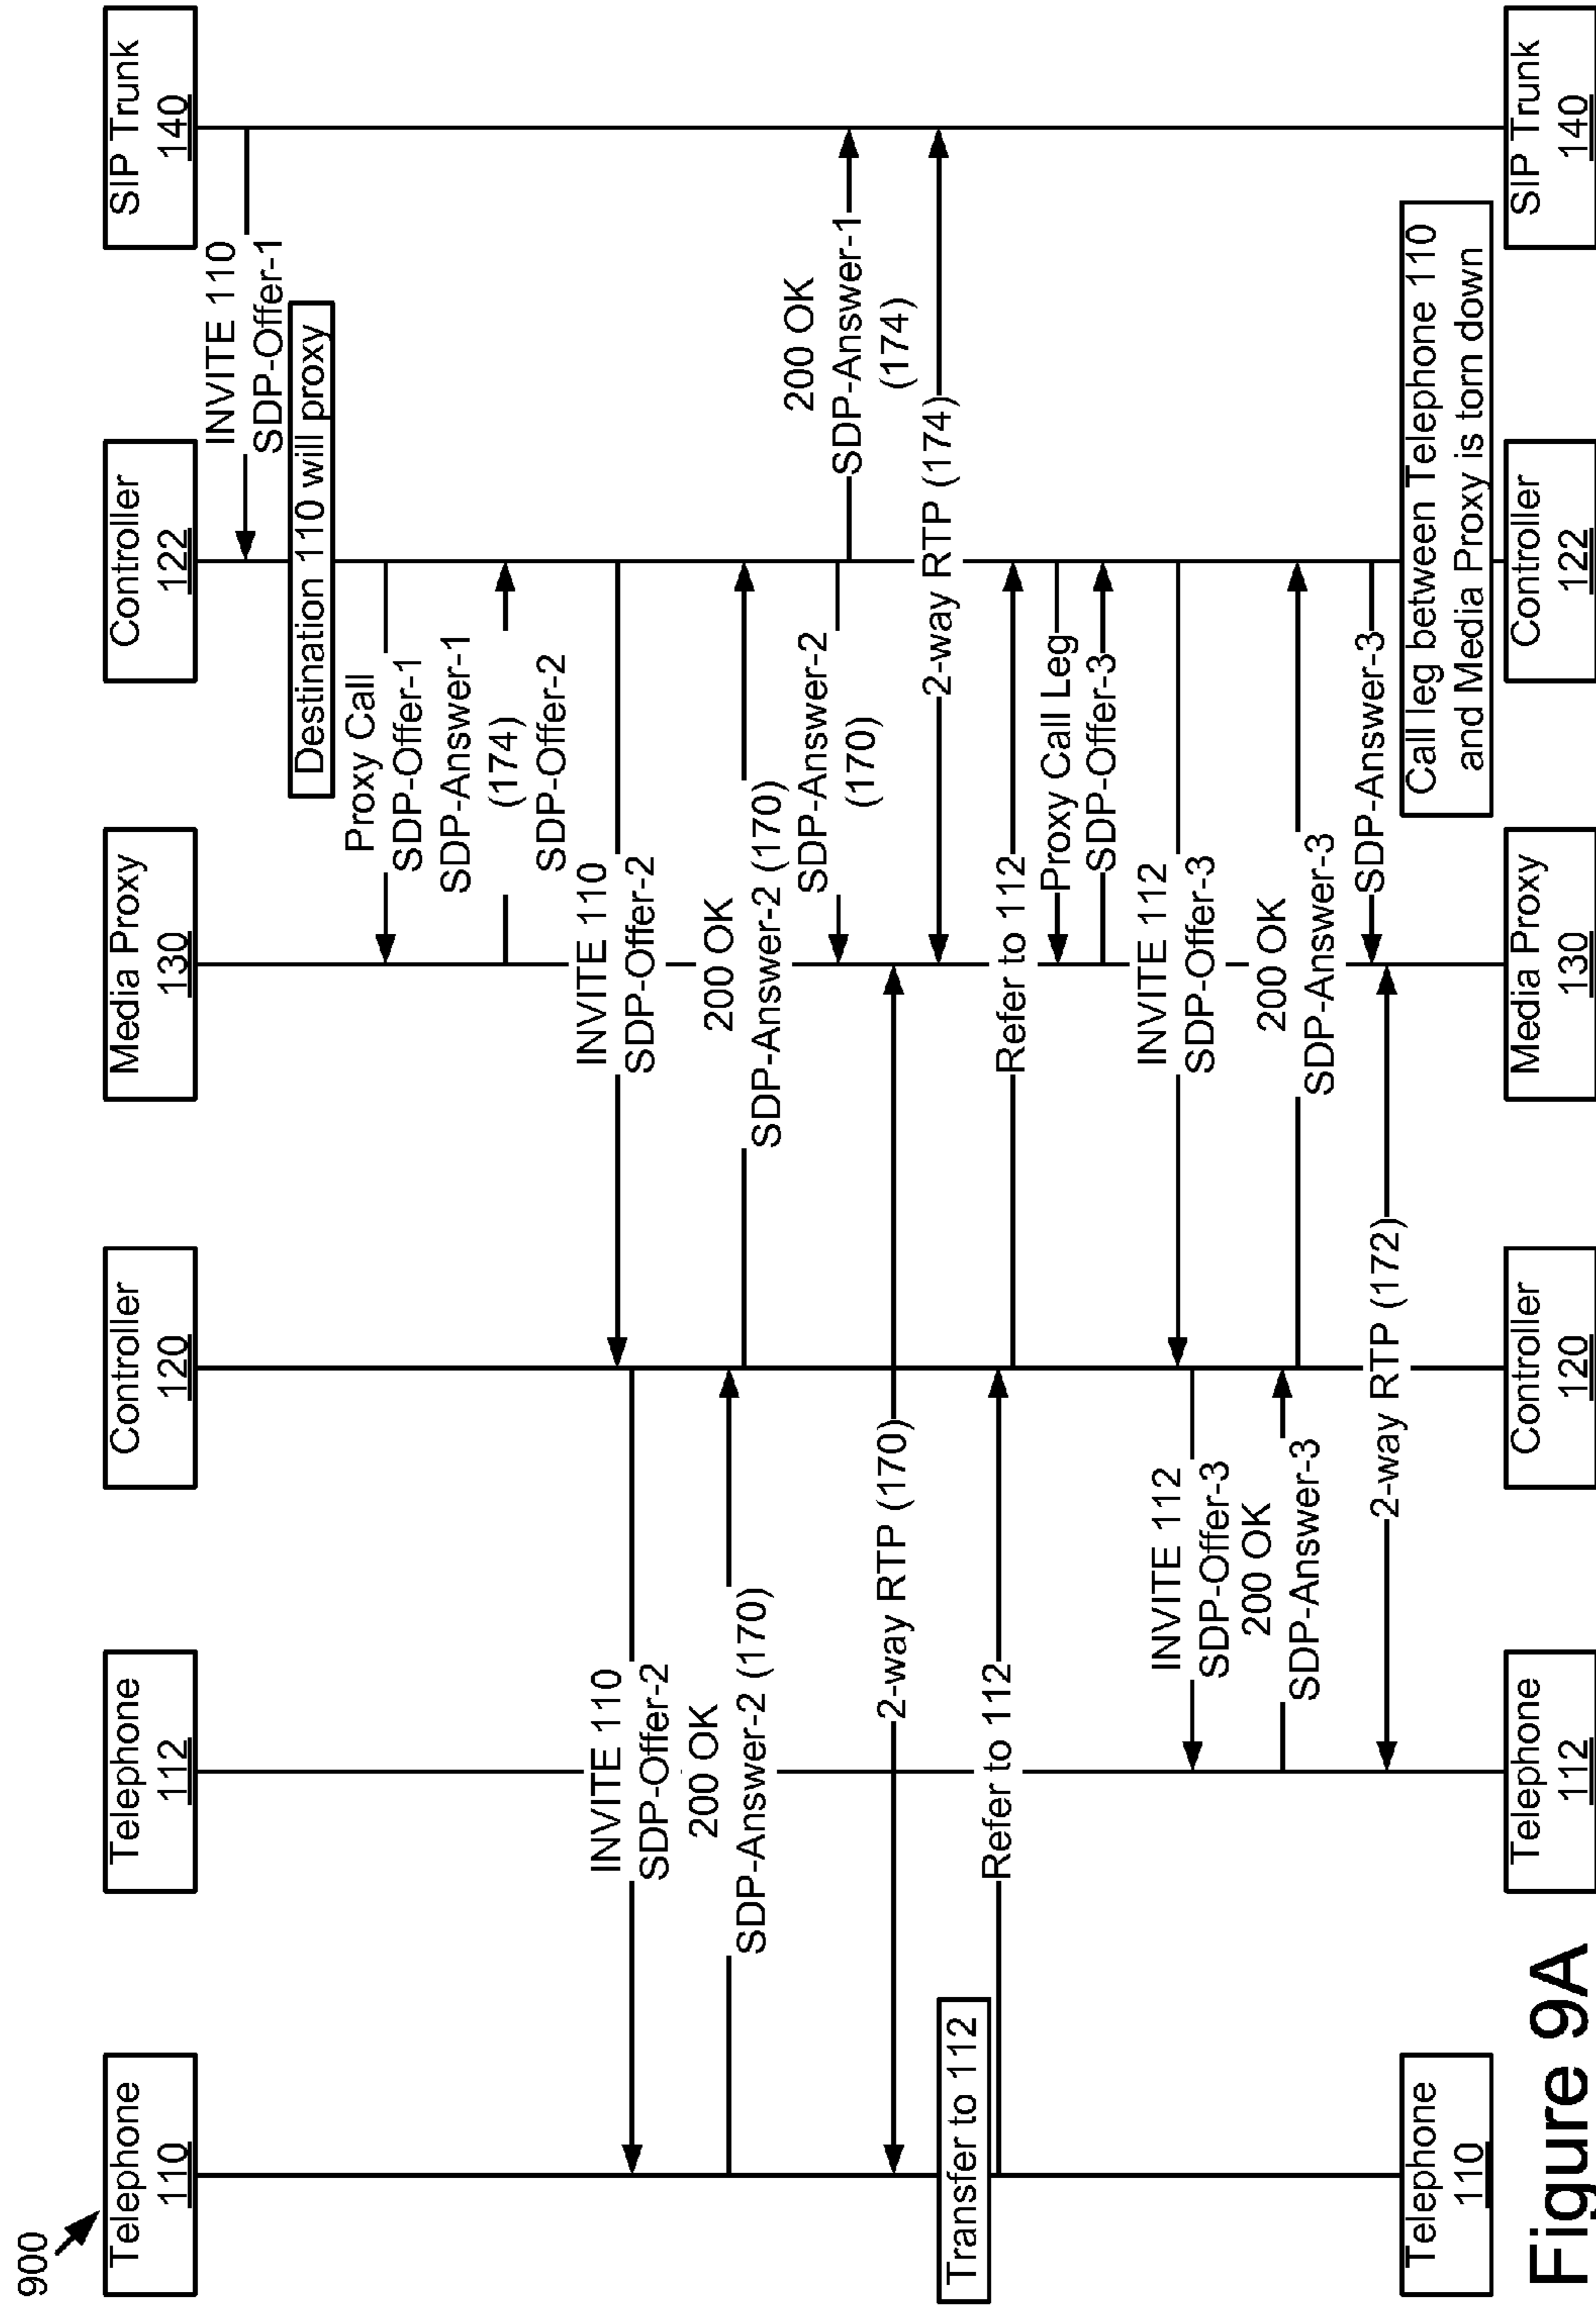 900
Telephone
110
Telephone
112
Controller
120
Media Proxy
130
Controller
122
SIP Trunk
140
INVITE 110
SDP-Offer-1
Destination 110 will proxy
Proxy Call
SDP-Offer-1
SDP-Answer-1
(174)
SDP-Offer-2
INVITE 110
SDP-Offer-2
INVITE 110
SDP-Offer-2
200 OK
SDP-Answer-2 (170)
200 OK
SDP-Answer-2 (170)
SDP-Answer-2
(170)
200 OK
SDP-Answer-1
(174)
2-way RTP (170)
2-way RTP (174)
Transfer to 112
Refer to 112
Refer to 112
Proxy Call Leg
SDP-Offer-3
INVITE 112
SDP-Offer-3
INVITE 112
SDP-Offer-3
200 OK
SDP-Answer-3
200 OK
SDP-Answer-3
SDP-Answer-3
2-way RTP (172)
Call leg between Telephone 110
and Media Proxy is torn down
Telephone
110
Telephone
112
Controller
120
Media Proxy
130
Controller
122
SIP Trunk
140
Figure 9A